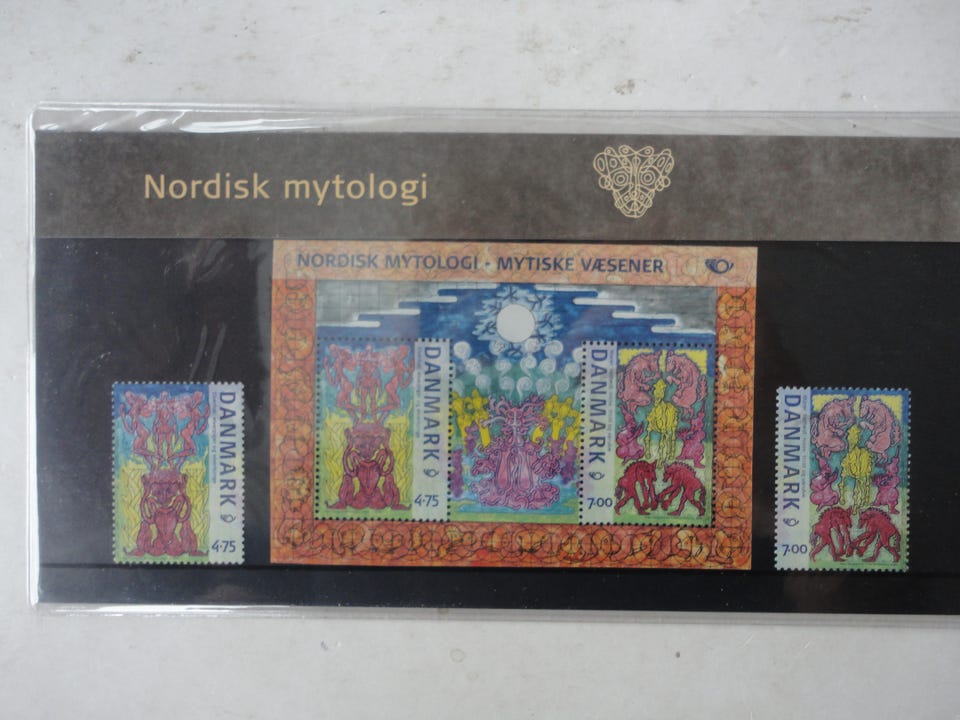 Nordisk mytologi
NORDISK MYTOLOGI • MYTISKE VÆSENER
DANMARK
4·75
DANMARK
4·75
DANMARK
7·00
DANMARK
7·00